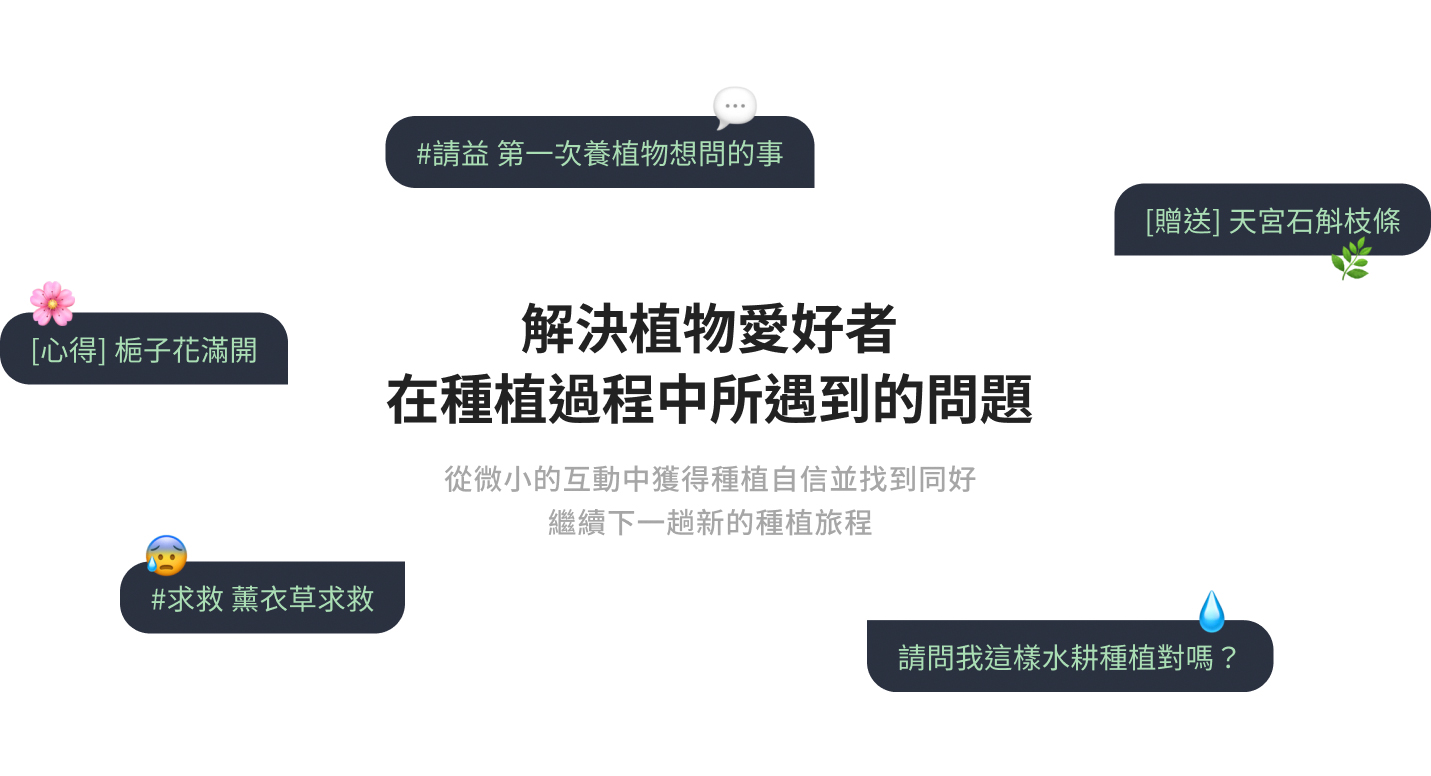 #請益 第一次養植物想問的事
[贈送] 天宮石斛枝條
[心得] 梔子花滿開
解決植物愛好者
在種植過程中所遇到的問題
從微小的互動中獲得種植自信並找到同好
繼續下一趟新的種植旅程
#求救 薰衣草求救
請問我這樣水耕種植對嗎？